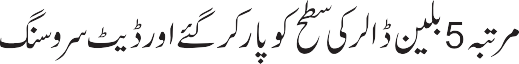 مرتبہ 5 بلین ڈالر کی سطح کو پار کر گئے اور ڈیٹ سروسنگ